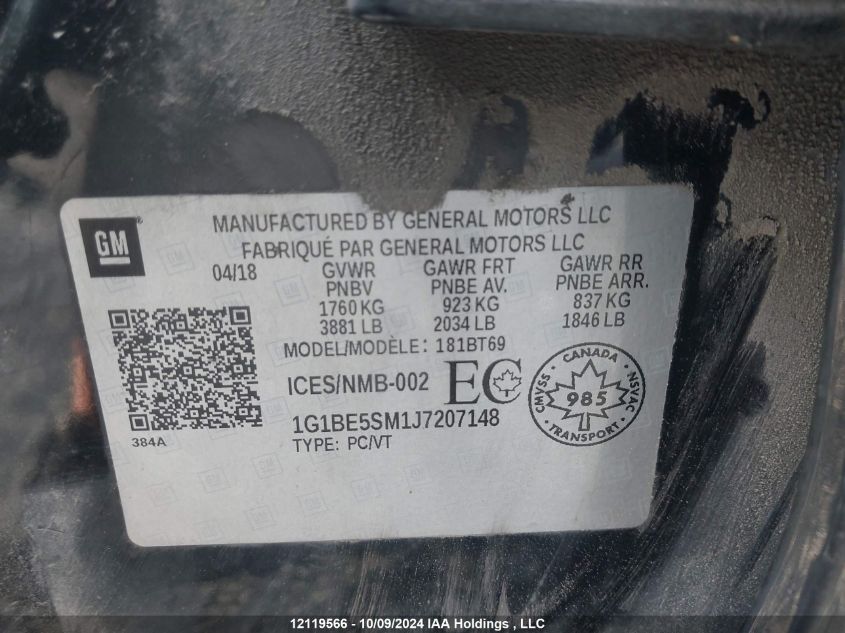 GM
MANUFACTURED BY GENERAL MOTORS LLC
FABRIQUÉ PAR GENERAL MOTORS LLC
04/18 GVWR GAWR FRT GAWR RR
PNBV PNBE AV. PNBE ARR.
1760 KG 923 KG 837 KG
3881 LB 2034 LB 1846 LB
MODEL/MODÈLE: 181BT69
ICES/NMB-002 EC
CANADA
CMVSS 985 NSVAC
TRANSPORT
1G1BE5SM1J7207148
384A
TYPE: PC/VT
12119566 - 10/09/2024 IAA Holdings, LLC